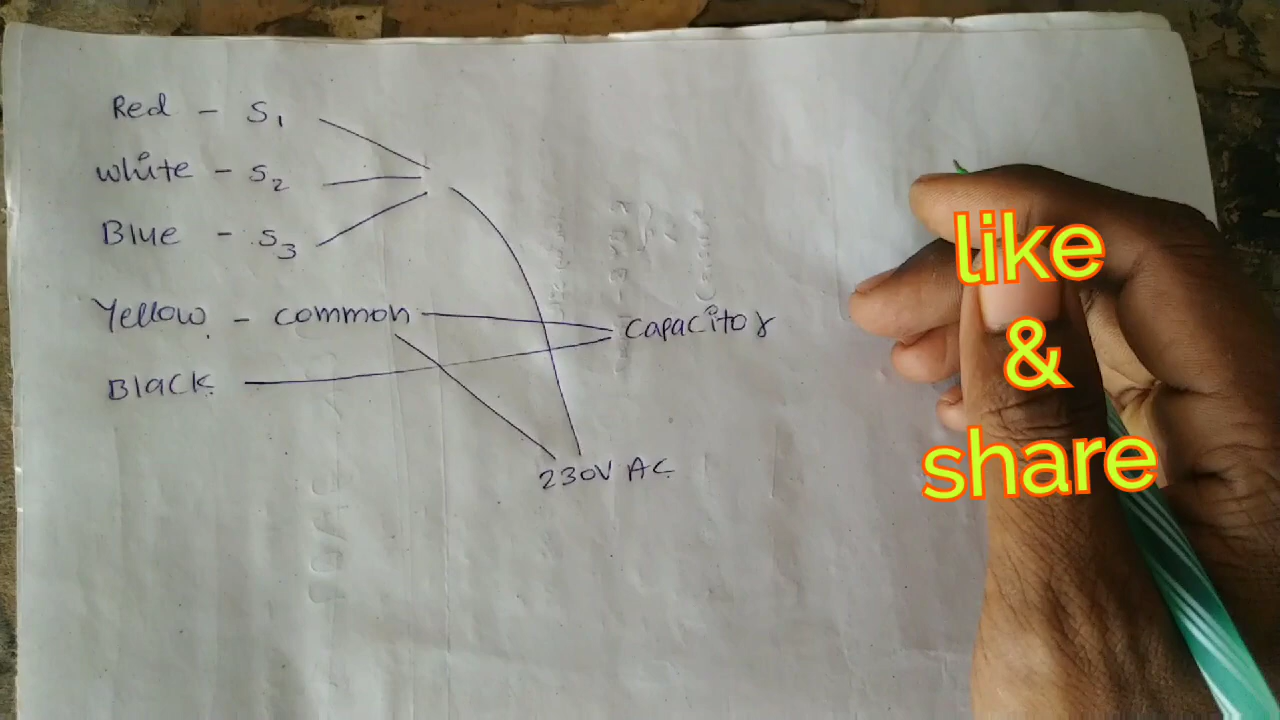 Red - S1
White - S2
Blue - S3
Yellow - common
capacitor
Black
230V AC
like
&
share